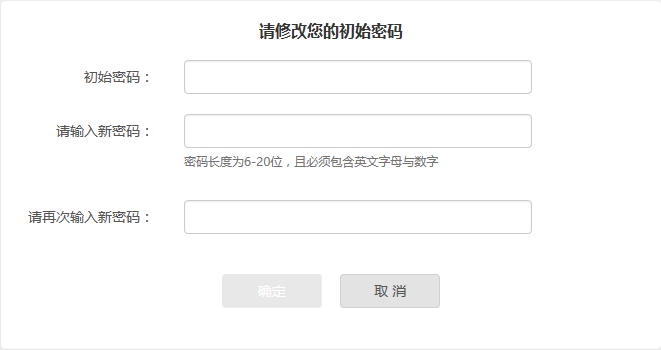 请修改您的初始密码
初始密码：
请输入新密码：
密码长度为6-20位，且必须包含英文字母与数字
请再次输入新密码：
确定 取 消